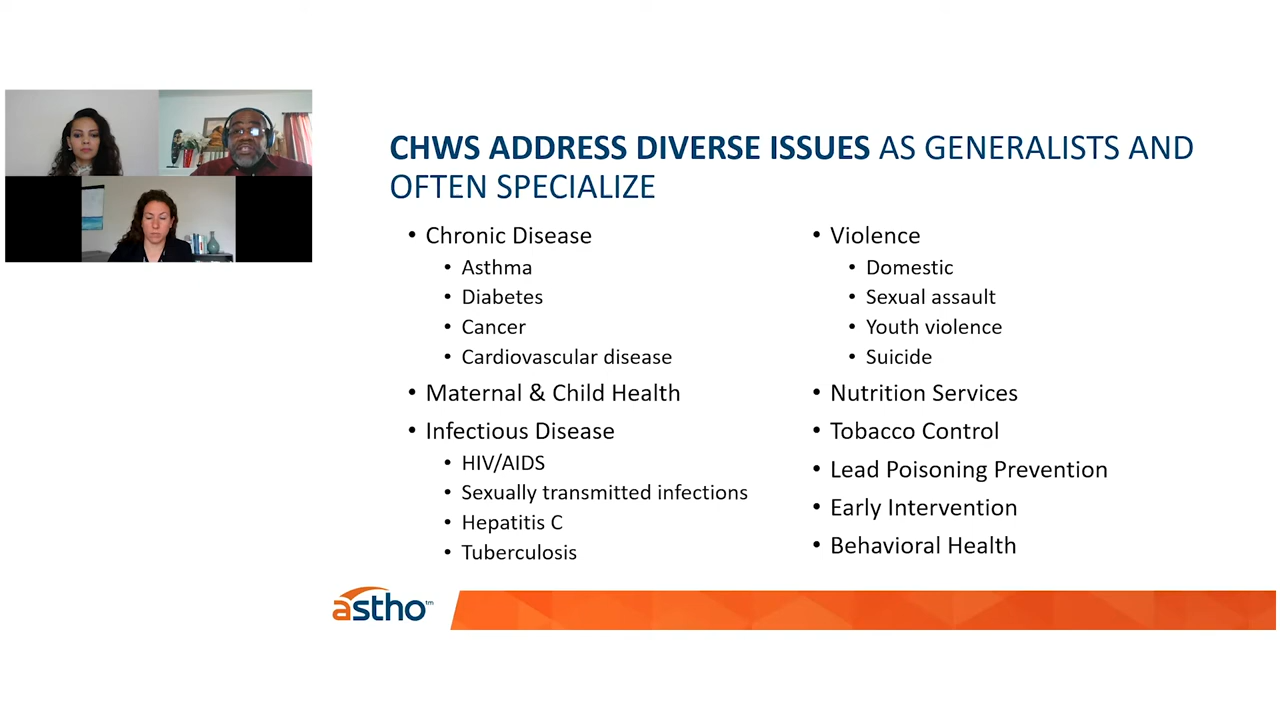 CHWS ADDRESS DIVERSE ISSUES AS GENERALISTS AND
OFTEN SPECIALIZE
• Chronic Disease
• Asthma
• Diabetes
• Cancer
• Cardiovascular disease
• Maternal & Child Health
• Infectious Disease
• HIV/AIDS
• Sexually transmitted infections
• Hepatitis C
• Tuberculosis
• Violence
• Domestic
• Sexual assault
• Youth violence
• Suicide
• Nutrition Services
• Tobacco Control
• Lead Poisoning Prevention
• Early Intervention
• Behavioral Health
astho™